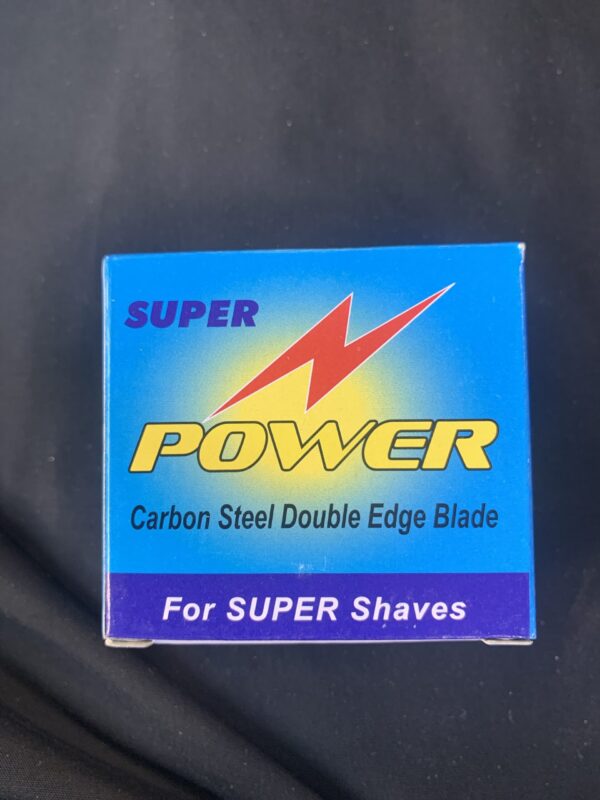 SUPER
POWER
Carbon Steel Double Edge Blade
For SUPER Shaves